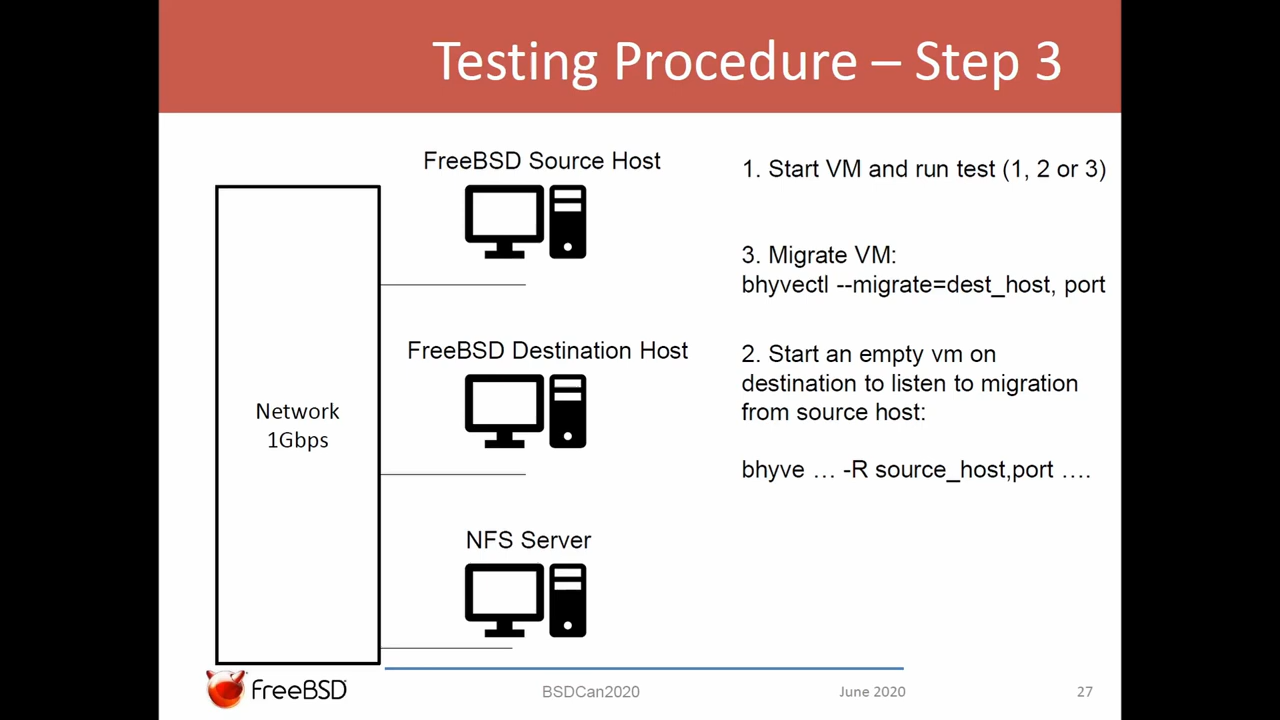 Testing Procedure – Step 3
FreeBSD Source Host
1. Start VM and run test (1, 2 or 3)
3. Migrate VM:
bhyvectl --migrate=dest_host, port
FreeBSD Destination Host
2. Start an empty vm on
destination to listen to migration
from source host:
bhyve … -R source_host,port ….
Network
1Gbps
NFS Server
FreeBSD
BSDCan2020
June 2020
27